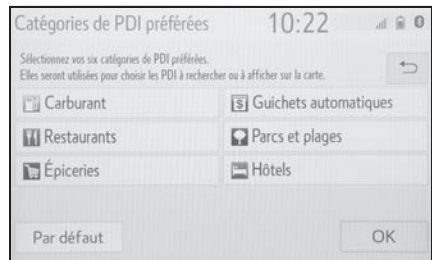 Catégories de PDI préférées 10:22
Sélectionnez vos six catégories de PDI préférées.
Elles seront utilisées pour choisir les PDI à rechercher ou à afficher sur la carte.
Carburant
Guichets automatiques
Restaurants
Parcs et plages
Épiceries
Hôtels
Par défaut
OK